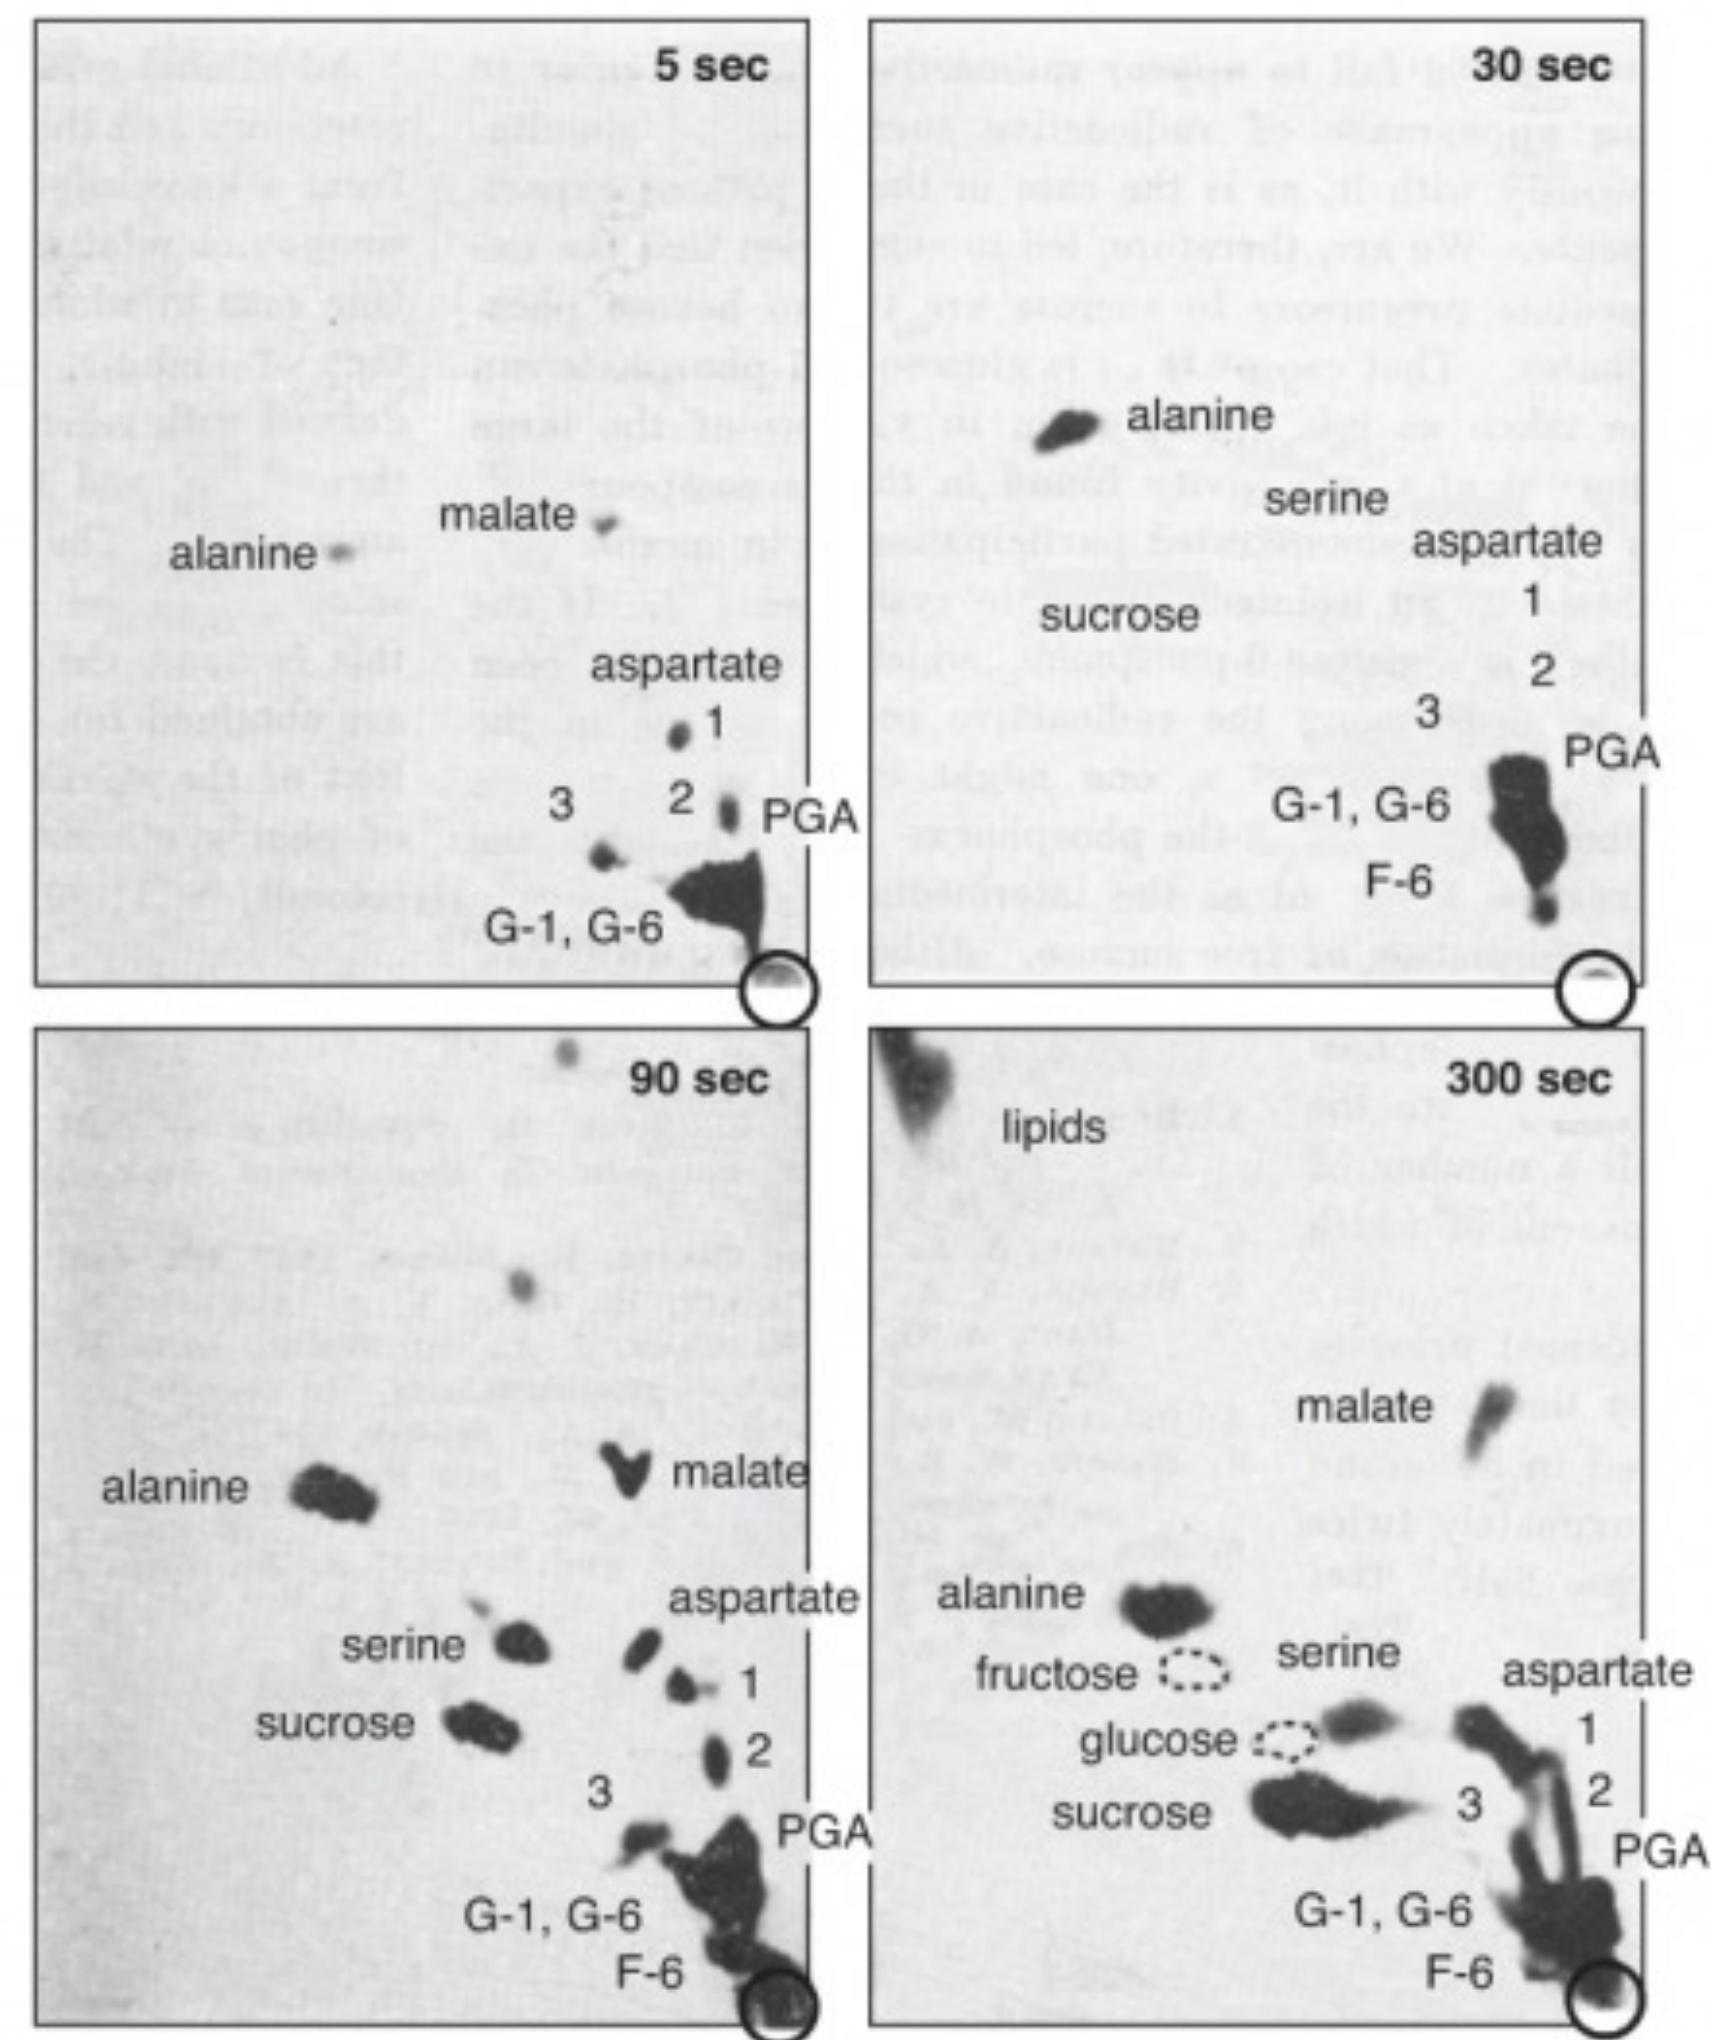 5 sec
malate
alanine
aspartate
1
3
2
PGA
G-1, G-6
30 sec
alanine
serine
aspartate
sucrose
1
2
3
PGA
G-1, G-6
F-6
90 sec
alanine
malate
aspartate
serine
1
sucrose
2
3
PGA
G-1, G-6
F-6
300 sec
lipids
malate
alanine
serine
fructose
aspartate
1
glucose
2
sucrose
3
PGA
G-1, G-6
F-6